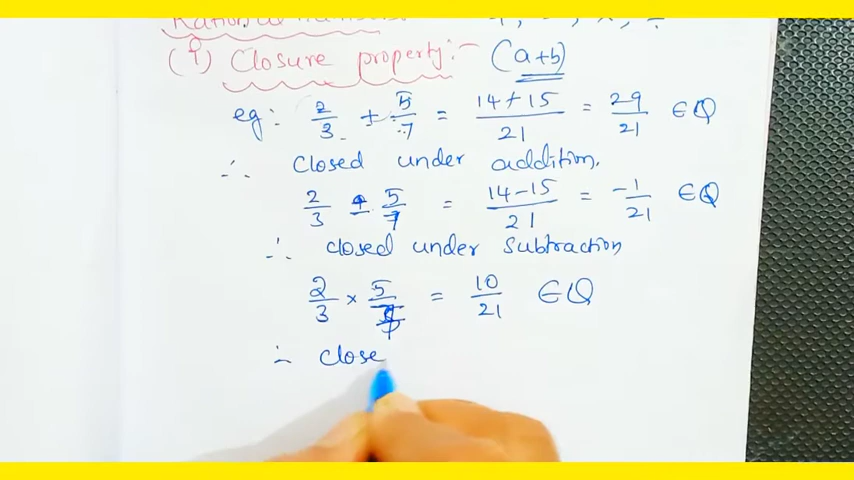 (i) Closure property:- (a+b)
eg: 2/3 + 5/7 = 14+15/21 = 29/21 ∈Q
∴ Closed under addition.
2/3 - 5/7 = 14-15/21 = -1/21 ∈Q
∴ closed under subtraction
2/3 × 5/7 = 10/21 ∈Q
∴ close